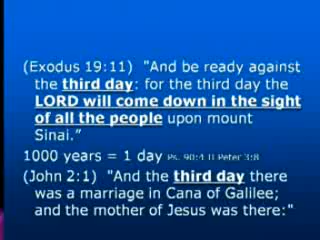 (Exodus 19:11) "And be ready against
the third day: for the third day the
LORD will come down in the sight
of all the people upon mount
Sinai."
1000 years = 1 day Ps. 90:4 II Peter 3:8
(John 2:1) "And the third day there
was a marriage in Cana of Galilee;
and the mother of Jesus was there:"